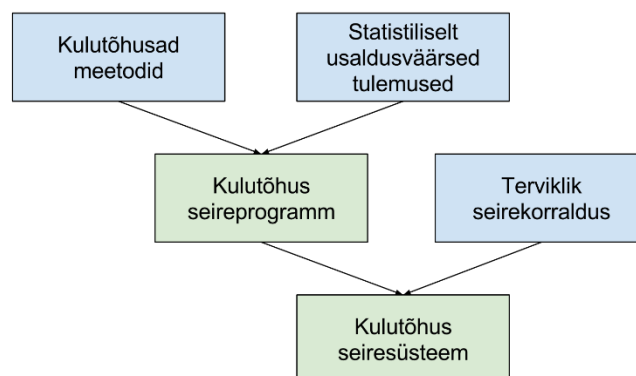 Kulutõhusad
meetodid
Statistiliselt
usaldusväärsed
tulemused
Kulutõhus
seireprogramm
Terviklik
seirekorraldus
Kulutõhus
seiresüsteem